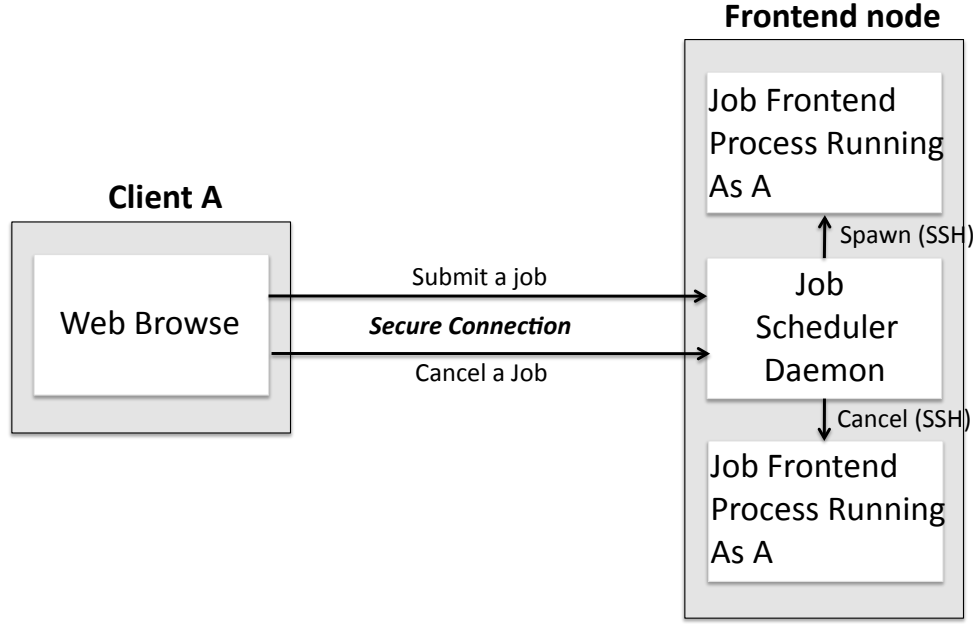 Frontend node
Job Frontend
Process Running
As A
Client A
Spawn (SSH)
Submit a job
Job
Scheduler
Daemon
Web Browse
Secure Connection
Cancel a Job
Cancel (SSH)
Job Frontend
Process Running
As A